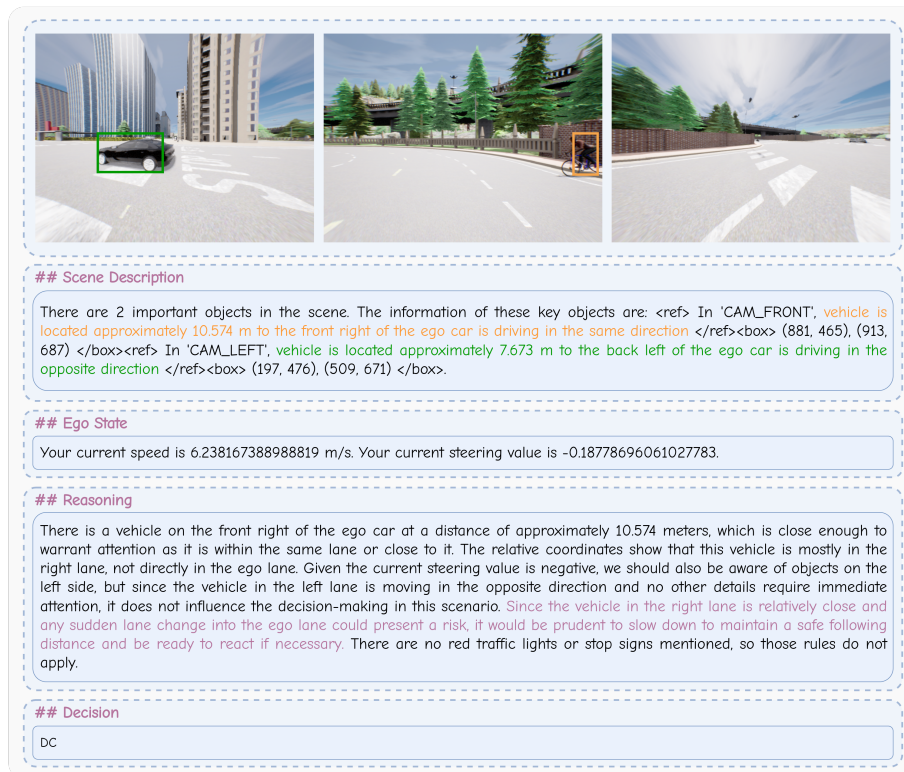 ## Scene Description
There are 2 important objects in the scene. The information of these key objects are: <ref> In 'CAM_FRONT', vehicle is
located approximately 10.574 m to the front right of the ego car is driving in the same direction </ref><box> (881, 465), (913,
687) </box><ref> In 'CAM_LEFT', vehicle is located approximately 7.673 m to the back left of the ego car is driving in the
opposite direction </ref><box> (197, 476), (509, 671) </box>.
## Ego State
Your current speed is 6.238167388988819 m/s. Your current steering value is -0.18778696061027783.
## Reasoning
There is a vehicle on the front right of the ego car at a distance of approximately 10.574 meters, which is close enough to
warrant attention as it is within the same lane or close to it. The relative coordinates show that this vehicle is mostly in the
right lane, not directly in the ego lane. Given the current steering value is negative, we should also be aware of objects on the
left side, but since the vehicle in the left lane is moving in the opposite direction and no other details require immediate
attention, it does not influence the decision-making in this scenario. Since the vehicle in the right lane is relatively close and
any sudden lane change into the ego lane could present a risk, it would be prudent to slow down to maintain a safe following
distance and be ready to react if necessary. There are no red traffic lights or stop signs mentioned, so those rules do not
apply.
## Decision
DC